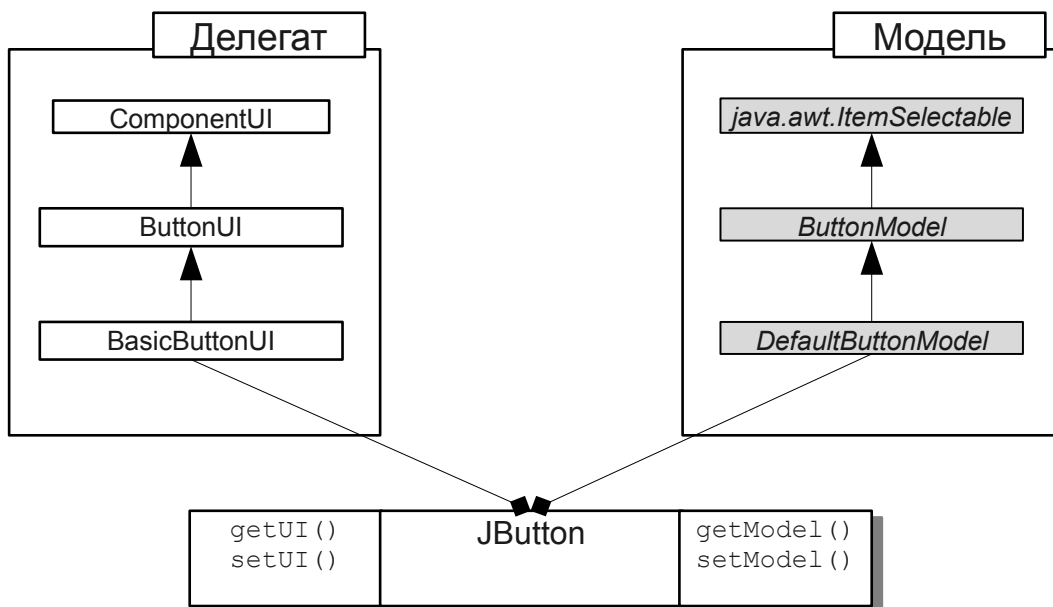 Делегат
ComponentUI
ButtonUI
BasicButtonUI
Модель
java.awt.ItemSelectable
ButtonModel
DefaultButtonModel
getUI()
setUI()
JButton
getModel()
setModel()